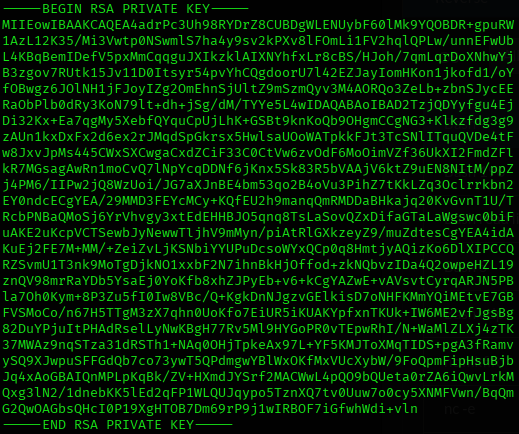 -----BEGIN RSA PRIVATE KEY-----
MIIEowIBAAKCAQEA4adrPc3Uh98RYDrZ8CUBDgWLENUybF60lMk9YQOBDR+gpuRW
1AzL12K35/Mi3Vwtp0NSwmlS7ha4y9sv2kPXv8lFOmLi1FV2hqlQPLw/unnEFwUb
L4KBqBemIDefV5pxMmCqqguJXIkzklAIXNYhfxLr8cBS/HJoh/7qmLqrDoXNhwYj
B3zgov7RUtk15Jv11D0Itsyr54pvYhCQgdoorU7l42EZJayIomHKon1jkofd1/oY
fOBwgz6JOlNH1jFJoyIZg2OmEhnSjUltZ9mSzmQyv3M4AORQo3ZeLb+zbnSJycEE
RaObPlb0dRy3KoN79lt+dh+jSg/dM/TYYe5L4wIDAQABAoIBAD2TzjQDYyfgu4Ej
Di32Kx+Ea7qgMy5XebfQYquCpUjLhK+GSBt9knKoQb9OHgmCCgNG3+Klkzfdg3g9
zAUn1kxDxFx2d6ex2rJMqdSpGkrsx5HwlsaUOoWATpkkFJt3TcSNlITquQVDe4tF
w8JxvJpMs445CWxSXCwgaCxdZCiF33C0CtVw6zvOdF6MoOimVZf36UkXI2FmdZFl
kR7MGsagAwRn1moCvQ7lNpYcqDDNf6jKnx5Sk83R5bVAAjV6ktZ9uEN8NItM/ppZ
j4PM6/IIPw2jQ8WzUoi/JG7aXJnBE4bm53qo2B4oVu3PihZ7tKkLZq3Oclrrkbn2
EY0ndcECgYEA/29MMD3FEYcMCy+KQfEU2h9manqQmRMDDaBHkajq20KvGvnT1U/T
RcbPNBaQMoSj6YrVhvgy3xtEdEHHBJO5qnq8TsLaSovQZxDifaGTaLaWgswc0biF
uAKE2uKcpVCTSewbJyNewwTljhV9mMyn/piAtRlGXkzeyZ9/muZdtesCgYEA4idA
KuEj2FE7M+MM/+ZeiZvLjKSNbiYYUPuDcsoWYxQCp0q8HmtjyAQizKo6DlXIPCCQ
RZSvmU1T3nk9MoTgDjkNO1xxbF2N7ihnBkHjOffod+zkNQbvzIDa4Q2owpeHZL19
znQV98mrRaYDb5YsaEj0YoKfb8xhZJPyEb+v6+kCgYAZwE+vAVsvtCyrqARJN5PB
la7Oh0Kym+8P3Zu5fI0Iw8VBc/Q+KgkDnNJgzvGElkisD7oNHFKMmYQiMEtvE7GB
FVSMoCo/n67H5TTgM3zX7qhn0UoKfo7EiUR5iKUAKYpfxnTKUk+IW6ME2vfJgsBg
82DuYPjuItPHAdRselLyNwKBgH77Rv5Ml9HYGoPR0vTEpwRhI/N+WaMlZLXj4zTK
37MWAz9nqSTza31dRSTh1+NAq0OHjTpkeAx97L+YF5KMJToXMqTIDS+pgA3fRamv
ySQ9XJwpuSFFGdQb7co73ywT5QPdmgwYBlWxOKfMxVUcXybW/9FoQpmFipHsuBjb
Jq4xAoGBAIQnMPLpKqBk/ZV+HXmdJYSrf2MACWwL4pQO9bQUeta0rZA6iQwvLrkM
Qxg3lN2/1dnebKK5lEd2qFP1WLQUJqypo5TznXQ7tv0Uuw7o0cy5XNMFVwn/BqQm
G2QwOAGbsQHcI0P19XgHTOB7Dm69rP9j1wIRBOF7iGfwhWdi+vln
-----END RSA PRIVATE KEY-----